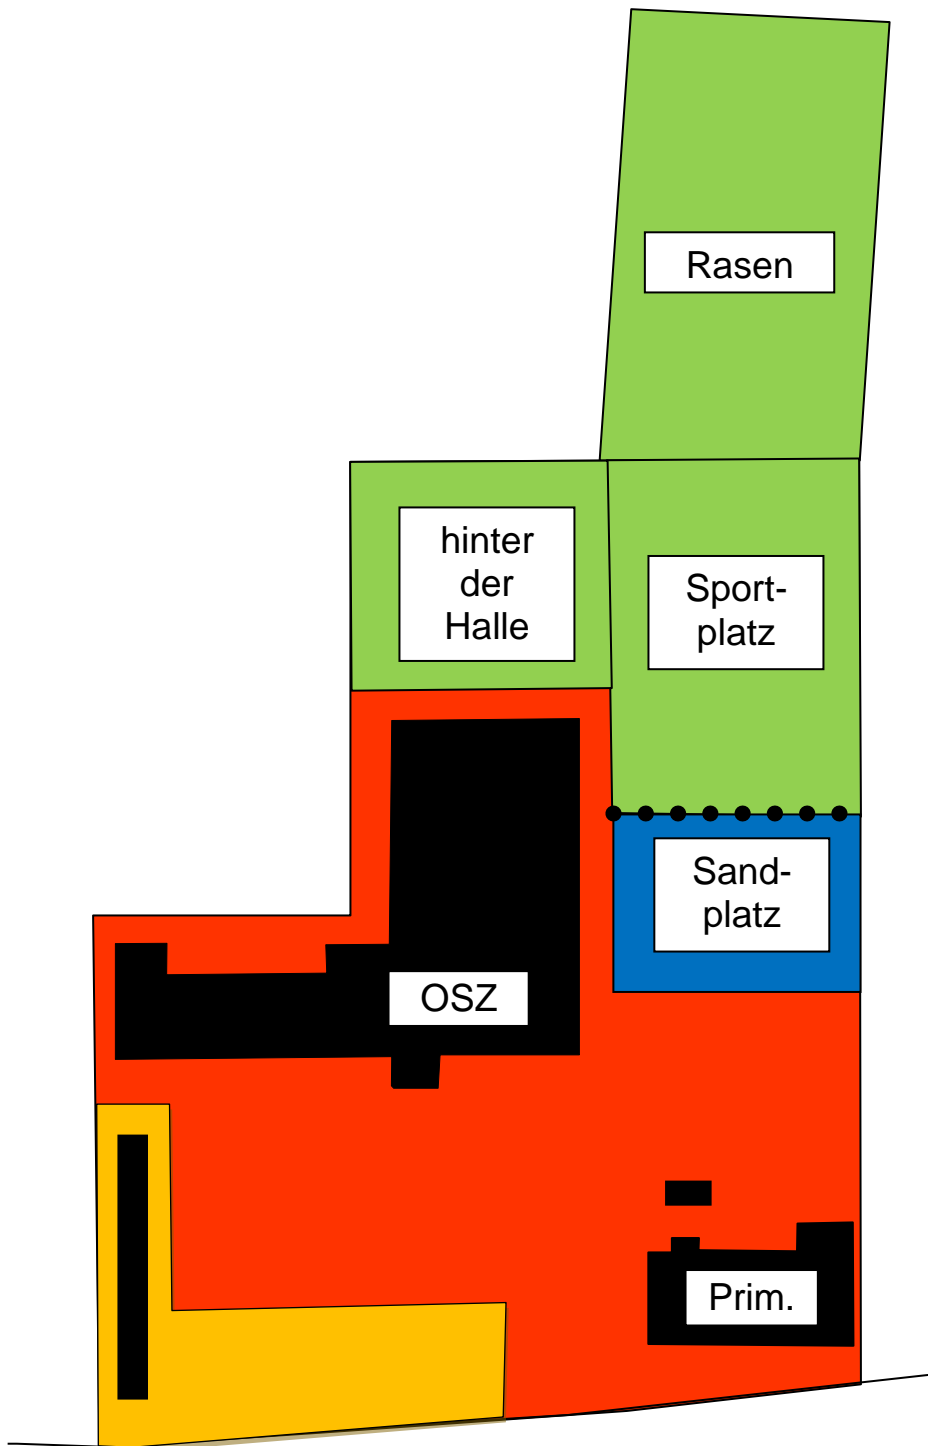 Rasen
hinter
der
Halle
Sport-
platz
Sand-
platz
OSZ
Prim.